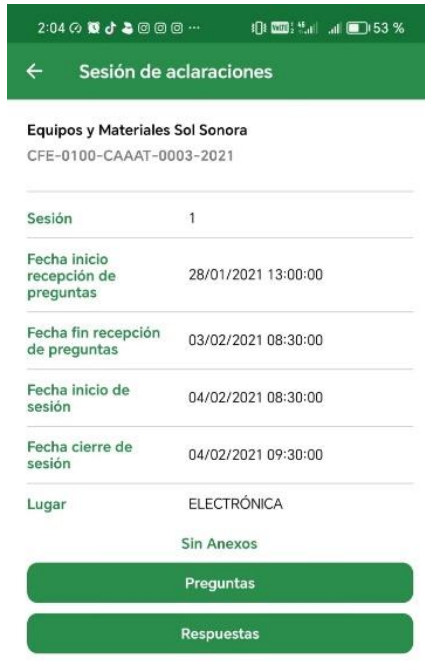 2:04 53 %
Sesión de aclaraciones
Equipos y Materiales Sol Sonora
CFE-0100-CAAAT-0003-2021
Sesión 1
Fecha inicio
recepción de 28/01/2021 13:00:00
preguntas
Fecha fin recepción 03/02/2021 08:30:00
de preguntas
Fecha inicio de 04/02/2021 08:30:00
sesión
Fecha cierre de 04/02/2021 09:30:00
sesión
Lugar ELECTRÓNICA
Sin Anexos
Preguntas
Respuestas